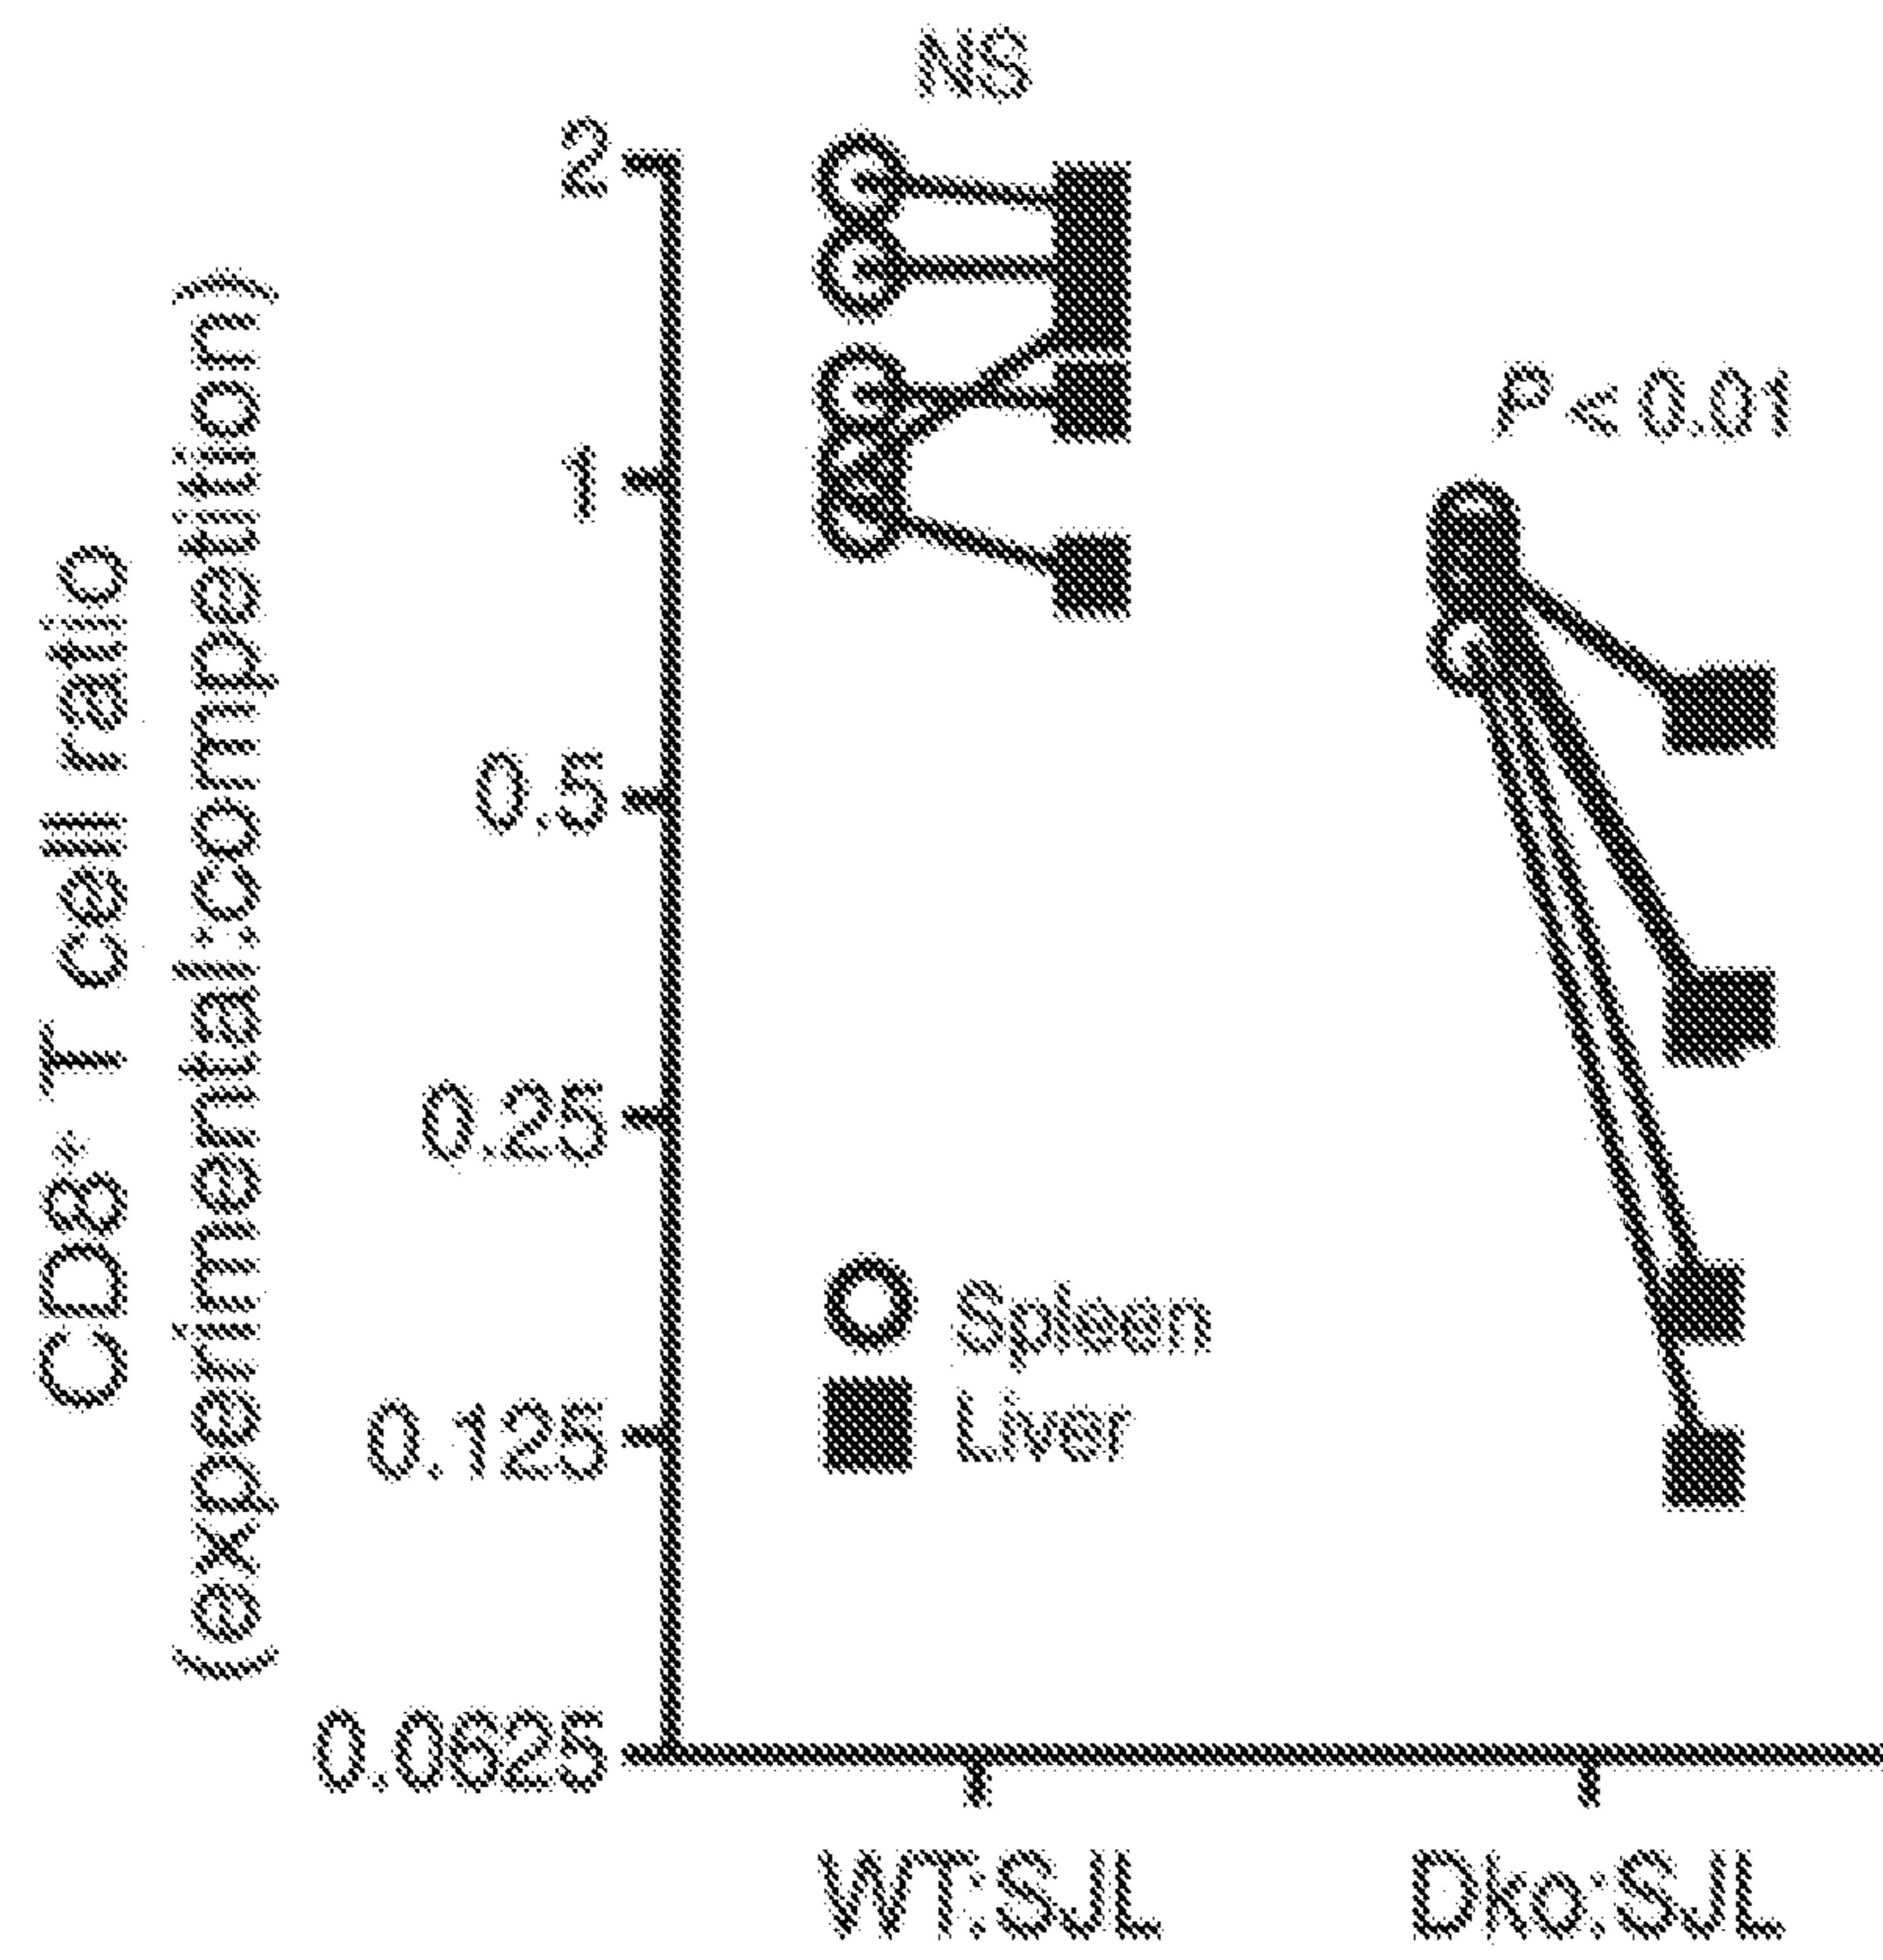 NS
2
1
0.5
0.25
0.125
0.0625
P < 0.01
CD8+ T cell ratio
(experimental:competition)
Spleen
Liver
WT:SJL
Dko:SJL